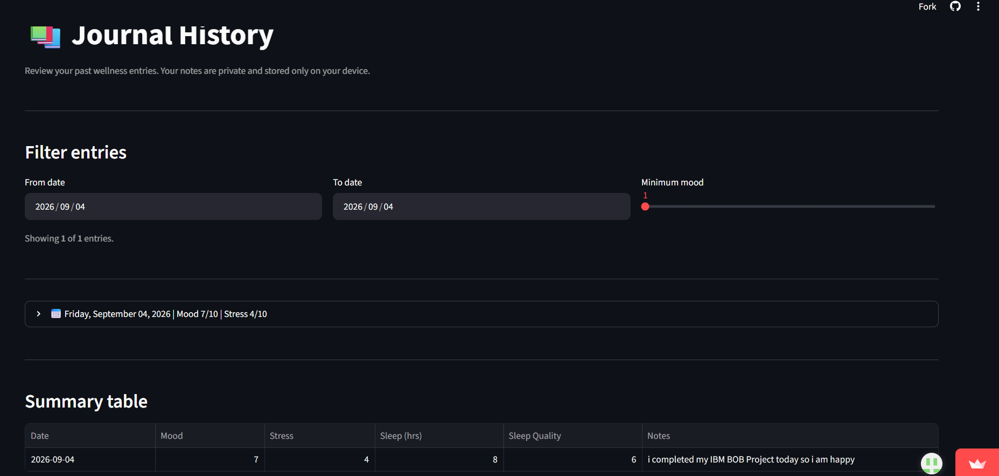 Fork
Journal History
Review your past wellness entries. Your notes are private and stored only on your device.
Filter entries
From date To date Minimum mood
1
2026/09/04 2026/09/04
Showing 1 of 1 entries.
Friday, September 04, 2026 | Mood 7/10 | Stress 4/10
Summary table
Date Mood Stress Sleep (hrs) Sleep Quality Notes
2026-09-04 7 4 8 6 i completed my IBM BOB Project today so i am happy